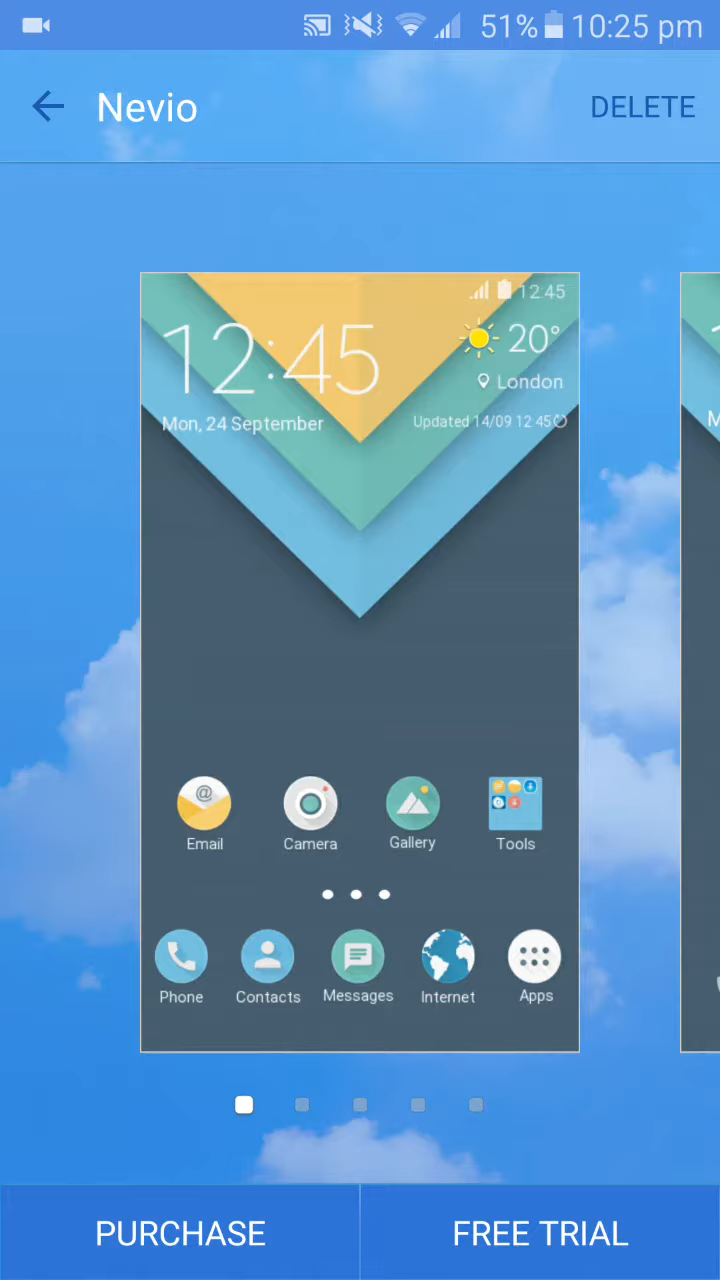 51% 10:25 pm
Nevio
DELETE
12:45
12:45
20°
London
Mon, 24 September
Updated 14/09 12:45
M
@
Email
Camera
Gallery
Tools
Phone
Contacts
Messages
Internet
Apps
PURCHASE
FREE TRIAL